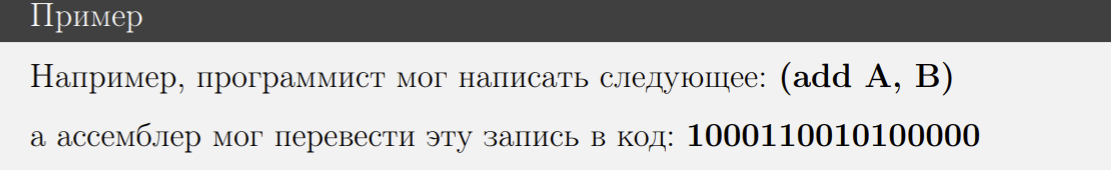 Пример
Например, программист мог написать следующее: (add A, B)
а ассемблер мог перевести эту запись в код: 1000110010100000